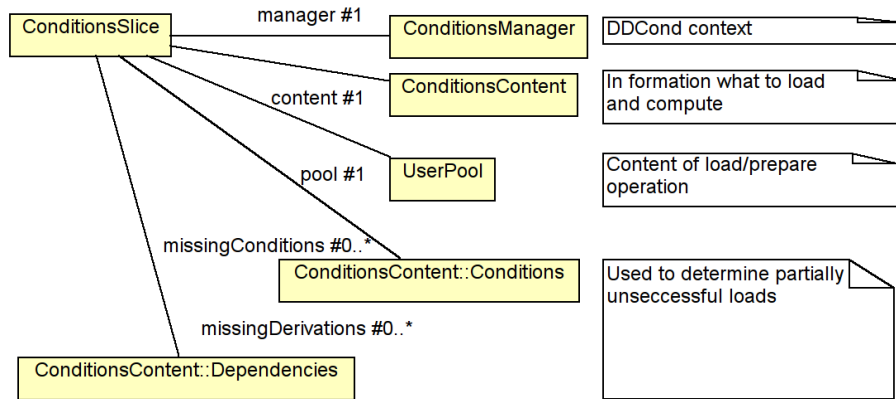 manager #1
ConditionsSlice
ConditionsManager
DDCond context
ConditionsContent
In formation what to load
and compute
content #1
UserPool
Content of load/prepare
operation
pool #1
missingConditions #0..*
ConditionsContent::Conditions
Used to determine partially
unseccessful loads
missingDerivations #0..*
ConditionsContent::Dependencies